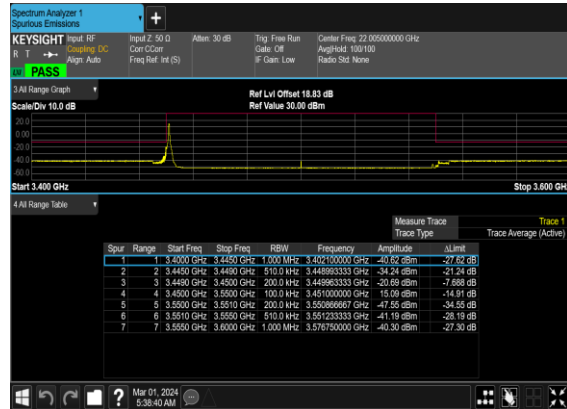 Spectrum Analyzer 1
Spurious Emissions
+
KEYSIGHT Input: RF Input Z: 50 Ω Atten: 30 dB Trig: Free Run Center Freq: 22.005000000 GHz
R T Coupling: DC Corr CCorr Gate: Off Avg|Hold: 100/100
Align: Auto Freq Ref: Int (S) IF Gain: Low Radio Std: None
PASS
3 All Range Graph
Ref Lvl Offset 18.83 dB
Scale/Div 10.0 dB Ref Value 30.00 dBm
20.0
0.00
-20.0
-40.0
-60.0
Start 3.400 GHz Stop 3.600 GHz
4 All Range Table
Measure Trace Trace 1
Trace Type Trace Average (Active)
Spur Range Start Freq Stop Freq RBW Frequency Amplitude ΔLimit
1 1 3.4000 GHz 3.4450 GHz 1.000 MHz 3.402100000 GHz -40.62 dBm -27.62 dB
2 2 3.4450 GHz 3.4490 GHz 510.0 kHz 3.448993333 GHz -34.24 dBm -21.24 dB
3 3 3.4490 GHz 3.4500 GHz 200.0 kHz 3.449963333 GHz -20.69 dBm -7.688 dB
4 4 3.4500 GHz 3.5500 GHz 100.0 kHz 3.451000000 GHz 15.09 dBm -14.91 dB
5 5 3.5500 GHz 3.5510 GHz 200.0 kHz 3.550866667 GHz -47.55 dBm -34.55 dB
6 6 3.5510 GHz 3.5550 GHz 510.0 kHz 3.551233333 GHz -41.19 dBm -28.19 dB
7 7 3.5550 GHz 3.6000 GHz 1.000 MHz 3.576750000 GHz -40.30 dBm -27.30 dB
? Mar 01, 2024
5:38:40 AM